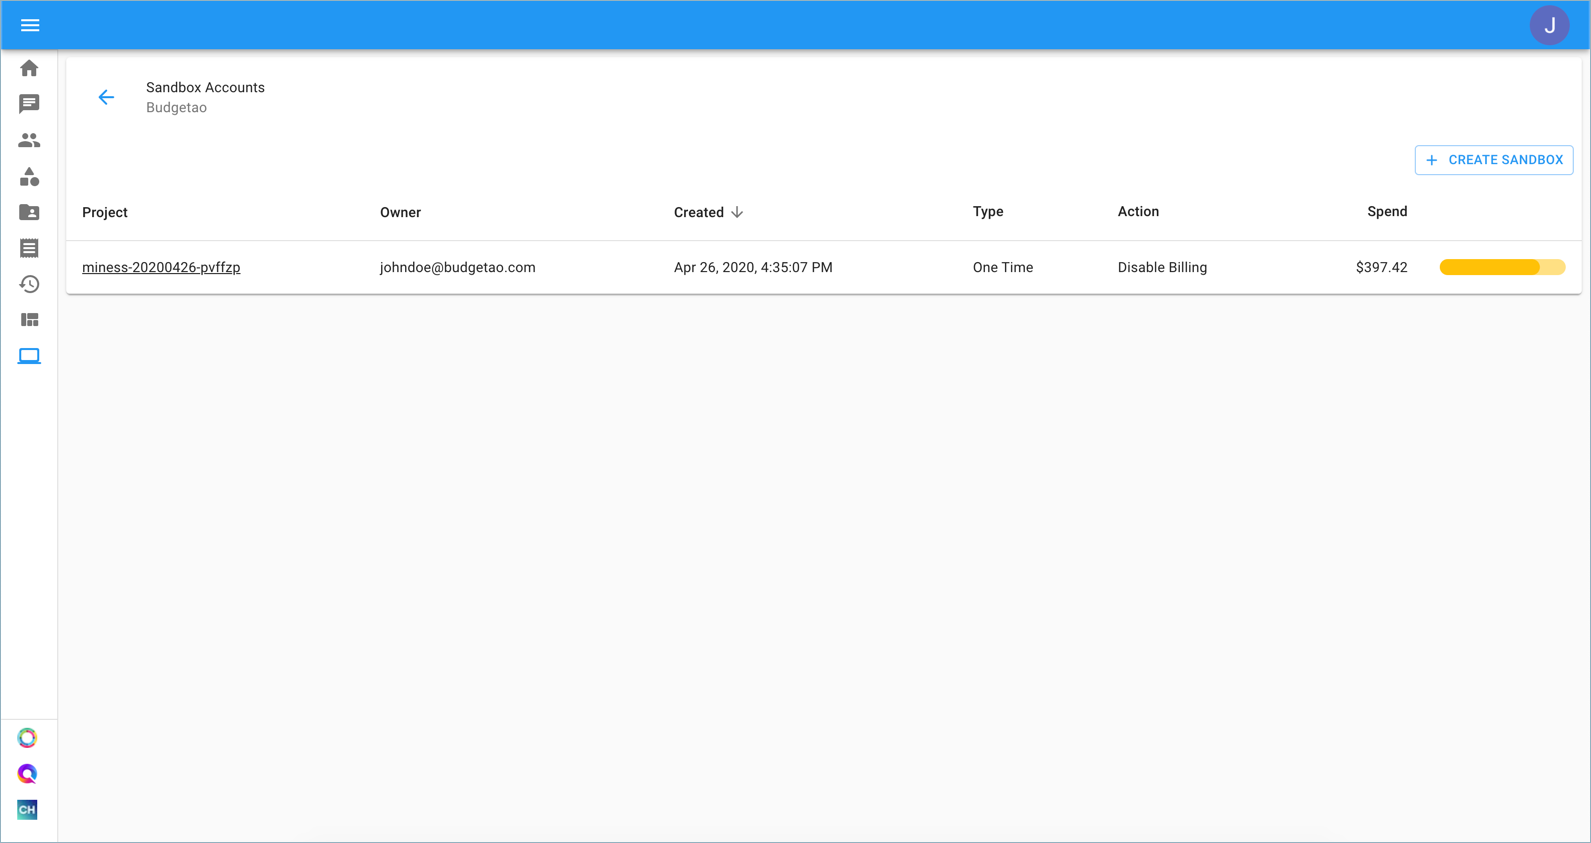 J
Sandbox Accounts
Budgetao
CREATE SANDBOX
Project Owner Created Type Action Spend
miness-20200426-pvffzp johndoe@budgetao.com Apr 26, 2020, 4:35:07 PM One Time Disable Billing $397.42
CH